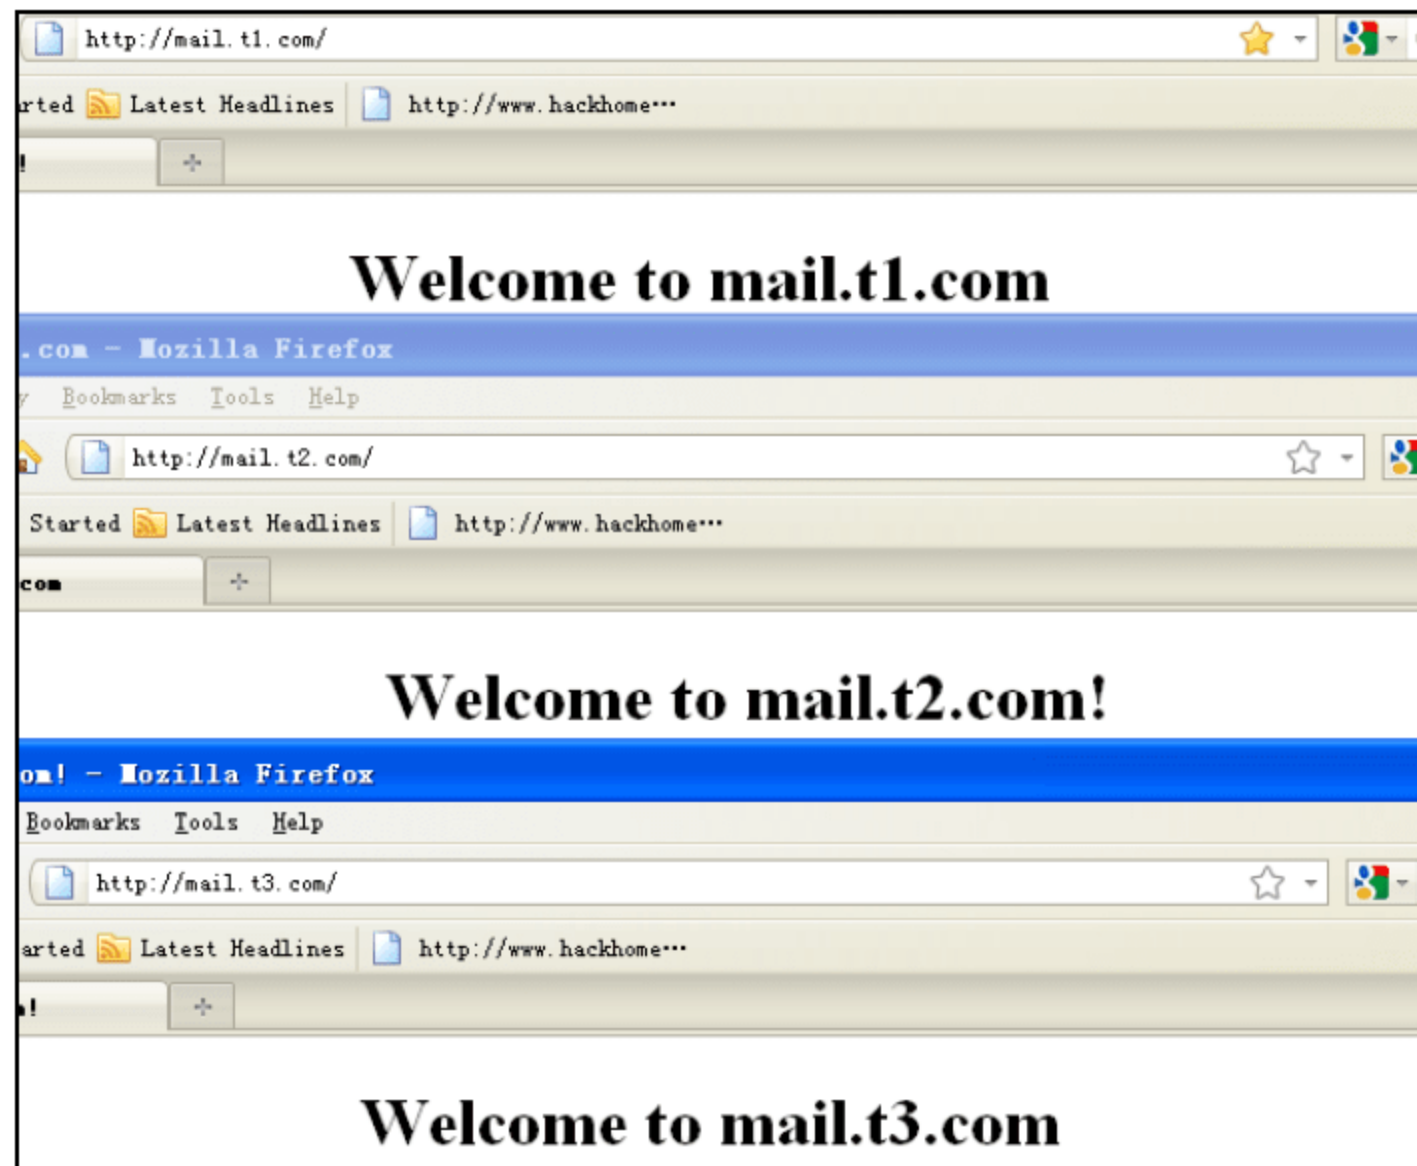 http://mail.t1.com/
rted Latest Headlines http://www.hackhome…
!
Welcome to mail.t1.com
.com - Mozilla Firefox
y Bookmarks Tools Help
http://mail.t2.com/
Started Latest Headlines http://www.hackhome…
com
Welcome to mail.t2.com!
om! - Mozilla Firefox
Bookmarks Tools Help
http://mail.t3.com/
arted Latest Headlines http://www.hackhome…
!
Welcome to mail.t3.com